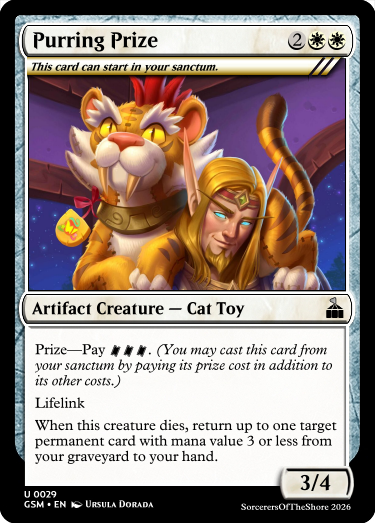 Purring Prize 2
This card can start in your sanctum.
Artifact Creature — Cat Toy
Prize—Pay . (You may cast this card from
your sanctum by paying its prize cost in addition to
its other costs.)
Lifelink
When this creature dies, return up to one target
permanent card with mana value 3 or less from
your graveyard to your hand.
3/4
U 0029
GSM • EN Ursula Dorada
SorcerersOfTheShore 2026